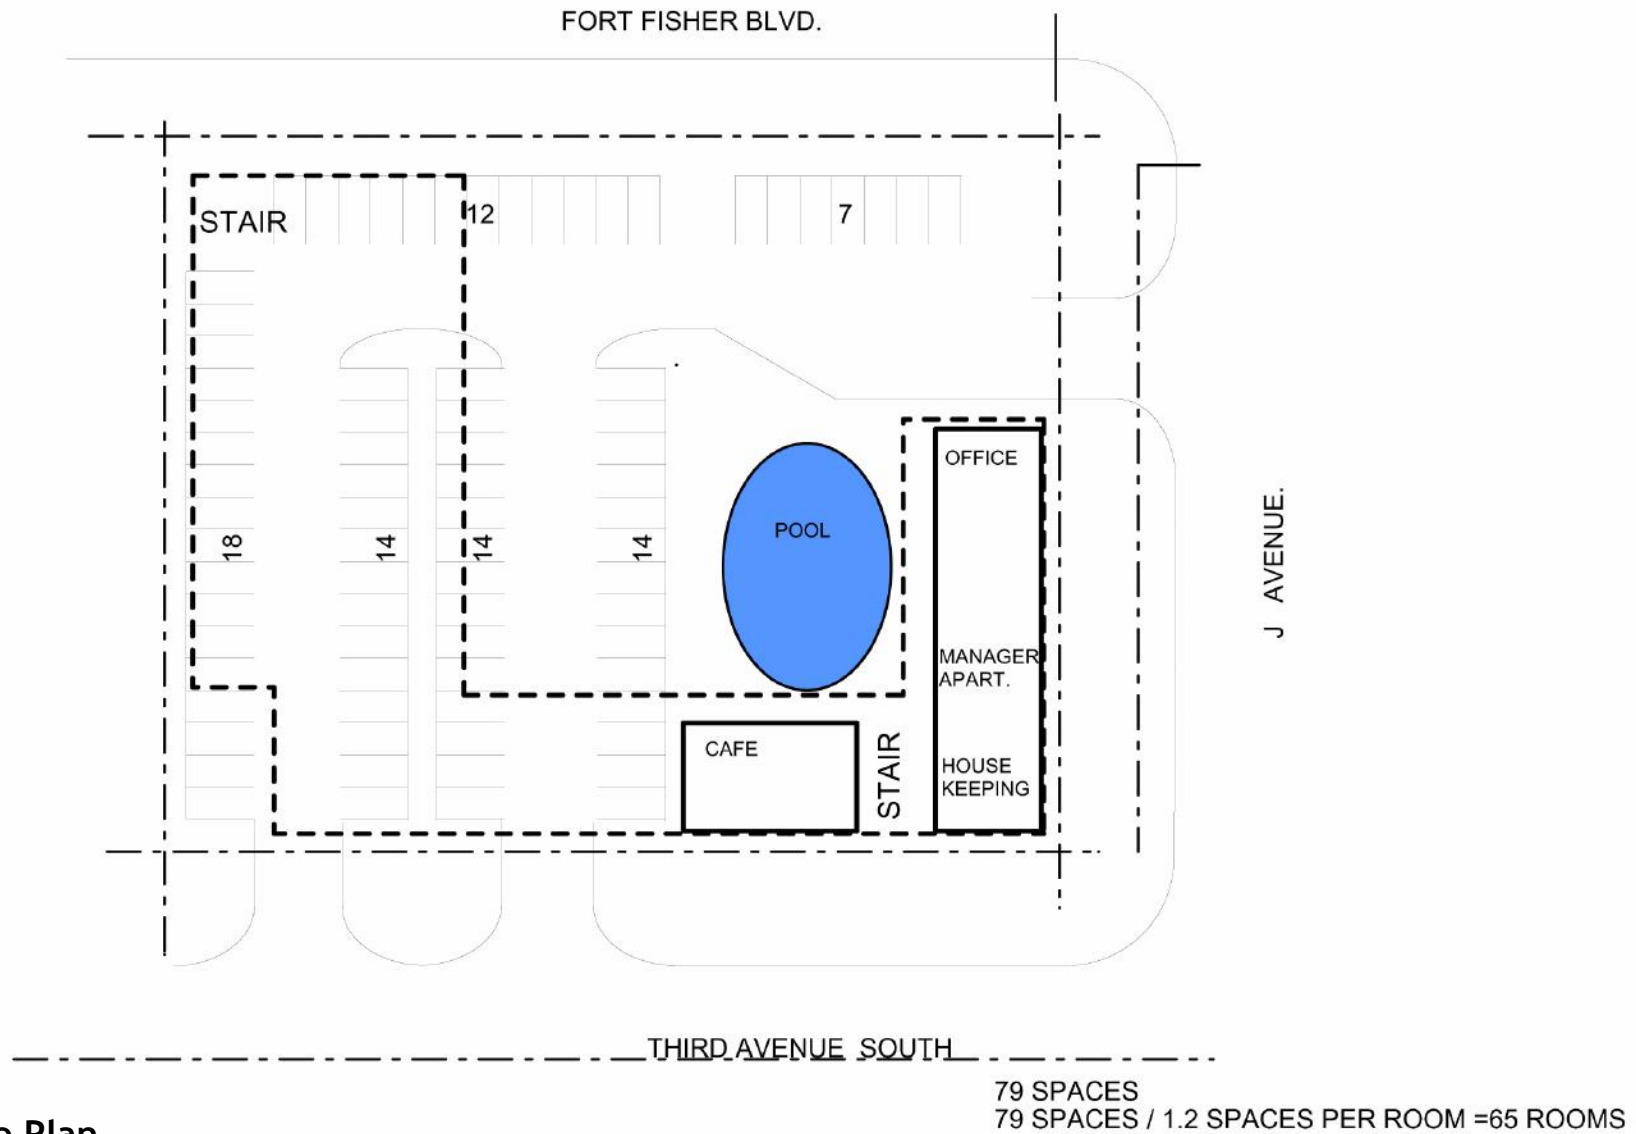 FORT FISHER BLVD.
STAIR
12
7
18
14
14
14
POOL
OFFICE
MANAGER
APART.
CAFE
STAIR
HOUSE
KEEPING
J AVENUE.
THIRD AVENUE SOUTH
79 SPACES
79 SPACES / 1.2 SPACES PER ROOM =65 ROOMS
Plan